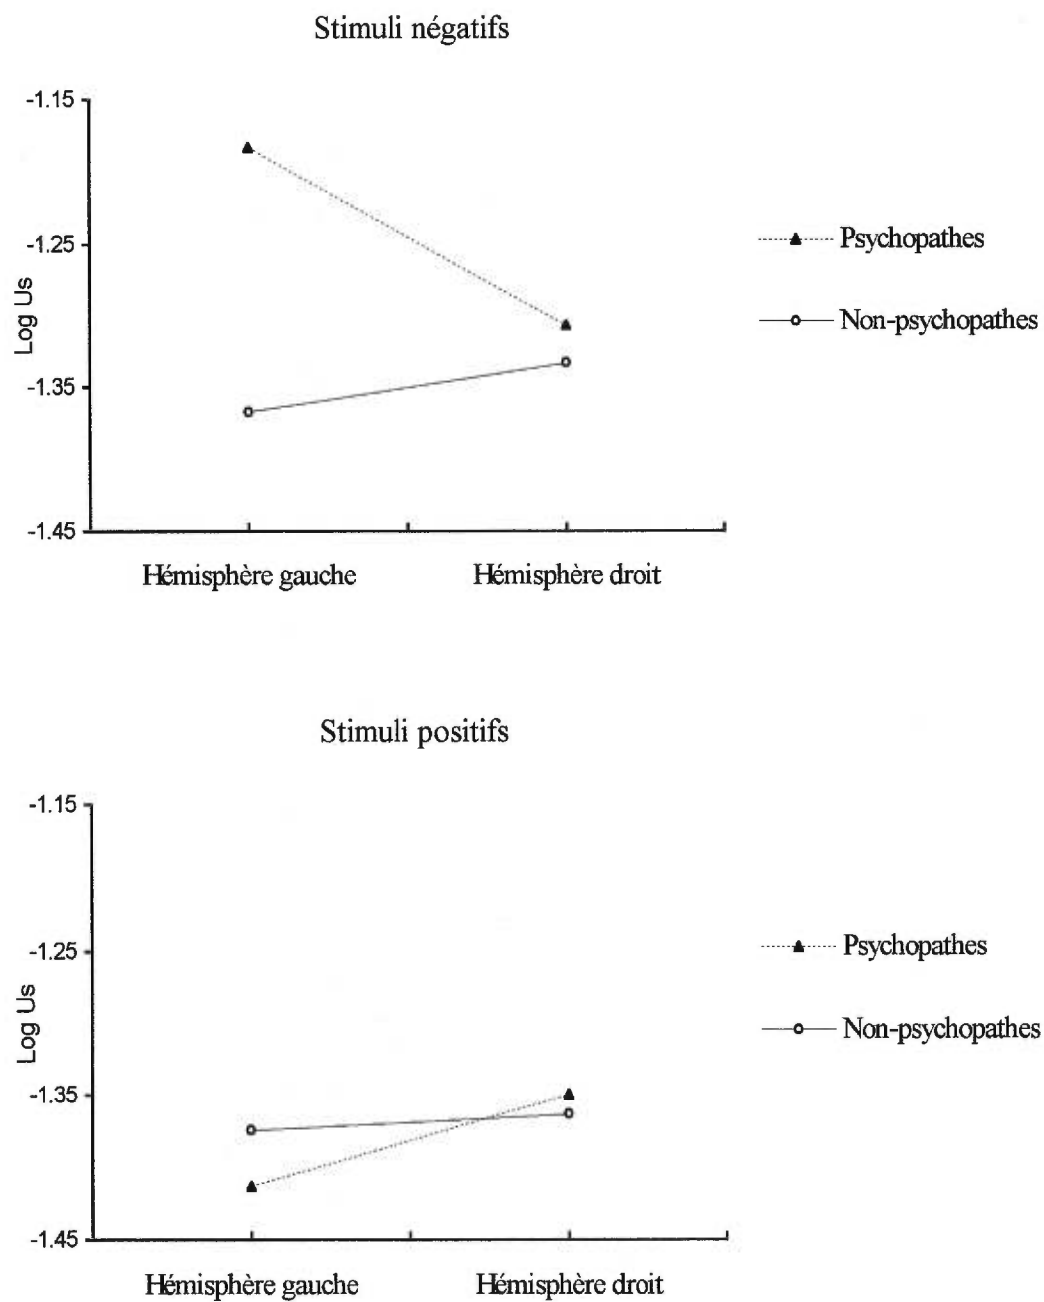 Stimuli négatifs
-1.15
-1.25
-1.35
-1.45
Log Us
Psychopathes
Non-psychopathes
Hémisphère gauche
Hémisphère droit
Stimuli positifs
-1.15
-1.25
-1.35
-1.45
Log Us
Psychopathes
Non-psychopathes
Hémisphère gauche
Hémisphère droit